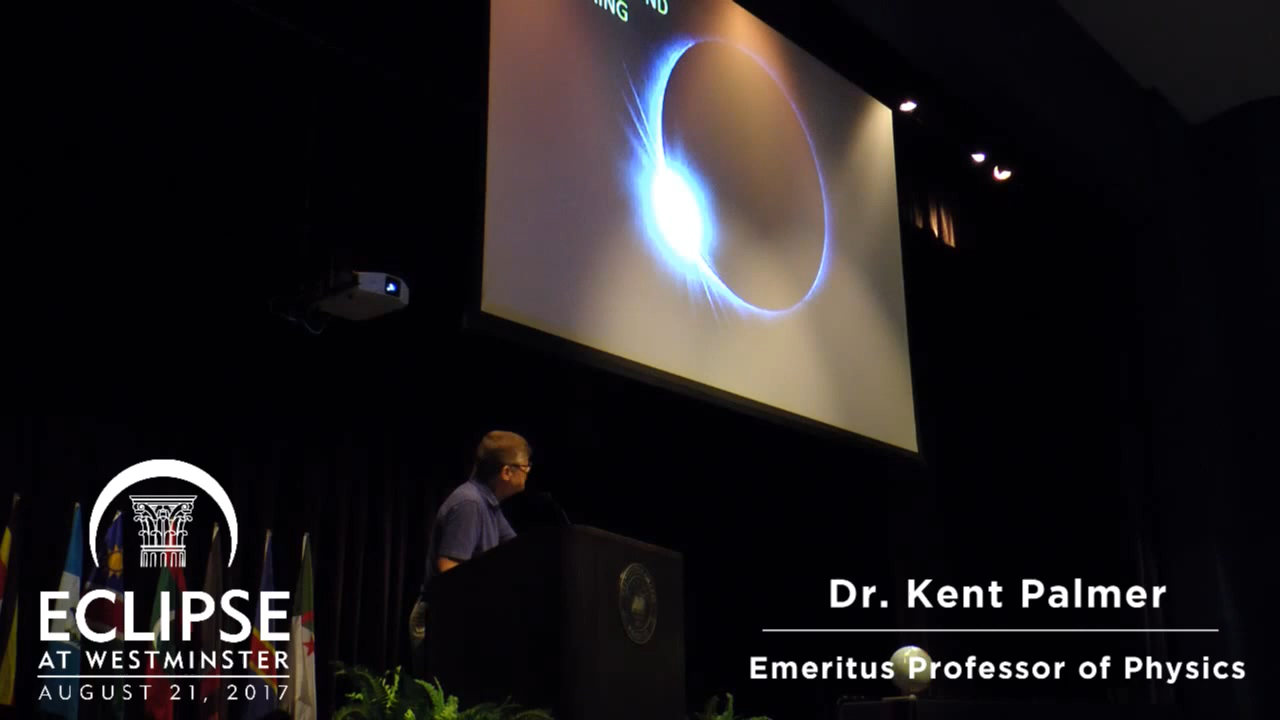 ECLIPSE
AT WESTMINSTER
AUGUST 21, 2017
Dr. Kent Palmer
Emeritus Professor of Physics